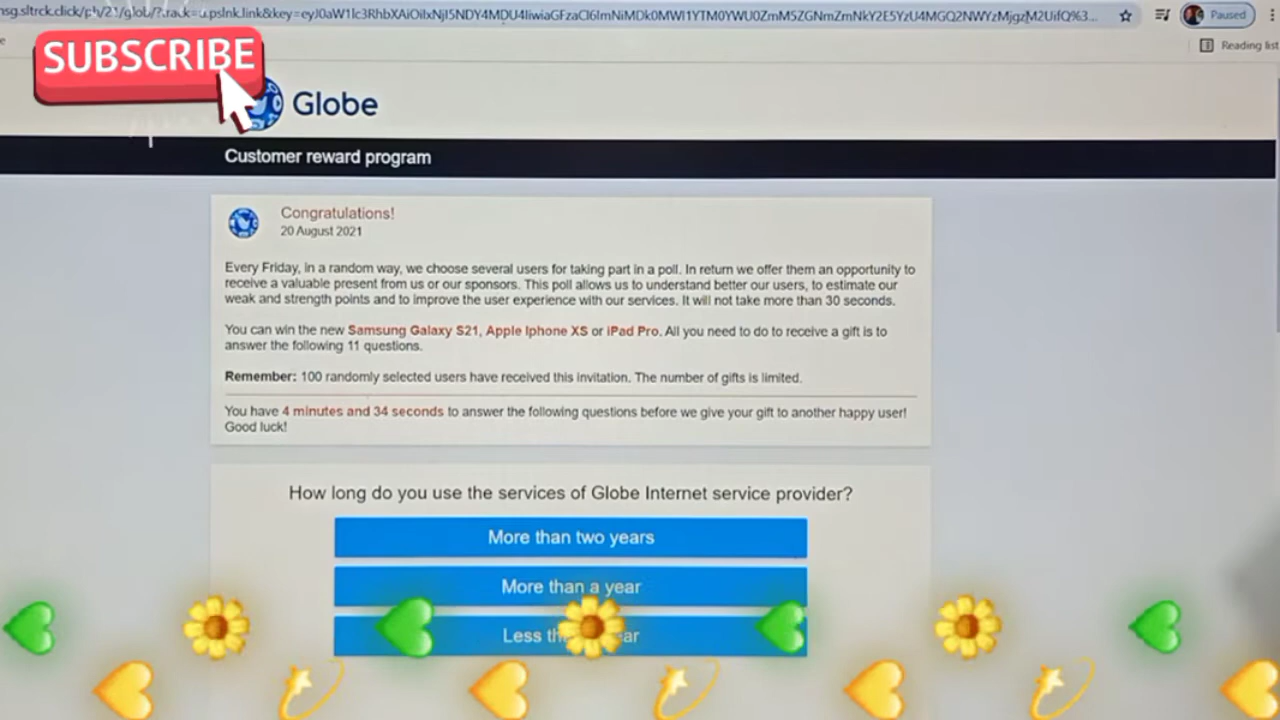 Paused
Reading list
SUBSCRIBE
Globe
Customer reward program
Congratulations!
20 August 2021
Every Friday, in a random way, we choose several users for taking part in a poll. In return we offer them an opportunity to
receive a valuable present from us or our sponsors. This poll allows us to understand better our users, to estimate our
weak and strength points and to improve the user experience with our services. It will not take more than 30 seconds.
You can win the new Samsung Galaxy S21, Apple Iphone XS or iPad Pro. All you need to do to receive a gift is to
answer the following 11 questions.
Remember: 100 randomly selected users have received this invitation. The number of gifts is limited.
You have 4 minutes and 34 seconds to answer the following questions before we give your gift to another happy user!
Good luck!
How long do you use the services of Globe Internet service provider?
More than two years
More than a year
Less